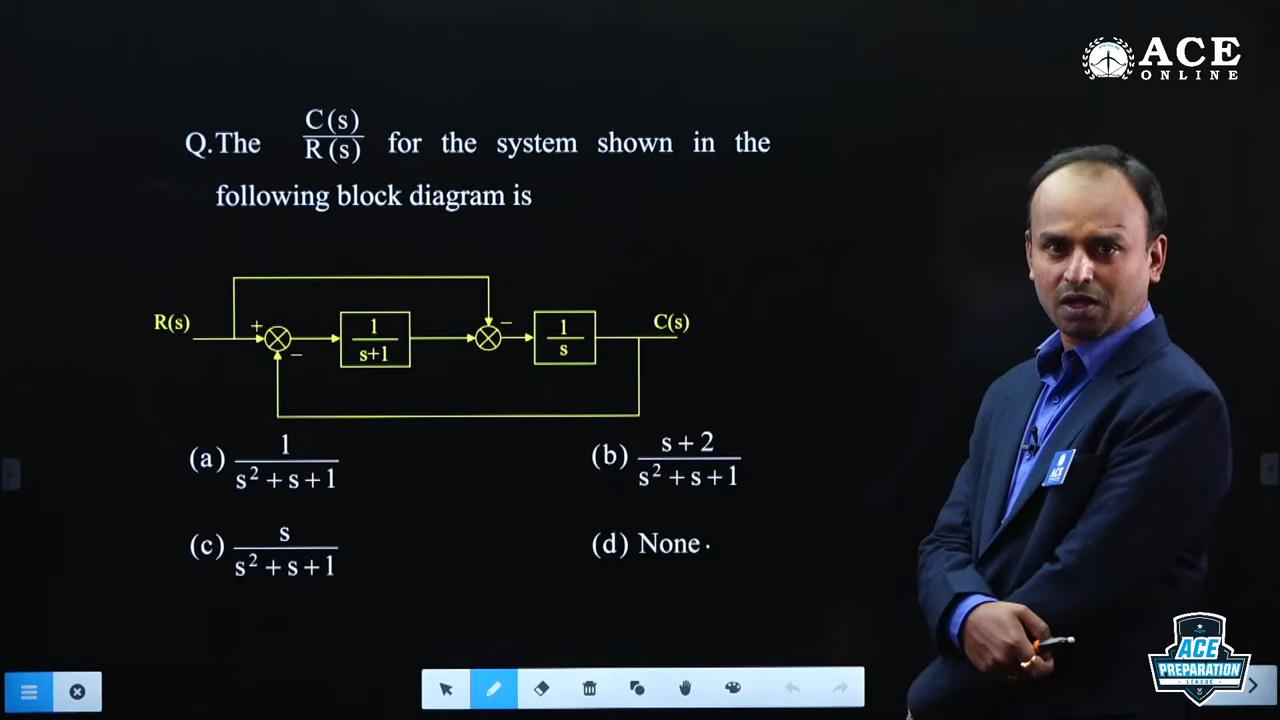 ACE
ONLINE
Q.The C(s)/R(s) for the system shown in the
following block diagram is
R(s)
+
−
1/(s+1)
−
1/s
C(s)
(a) 1/(s² + s + 1)
(b) (s + 2)/(s² + s + 1)
(c) s/(s² + s + 1)
(d) None .
ACE
ACE
PREPARATION
LEAGUE